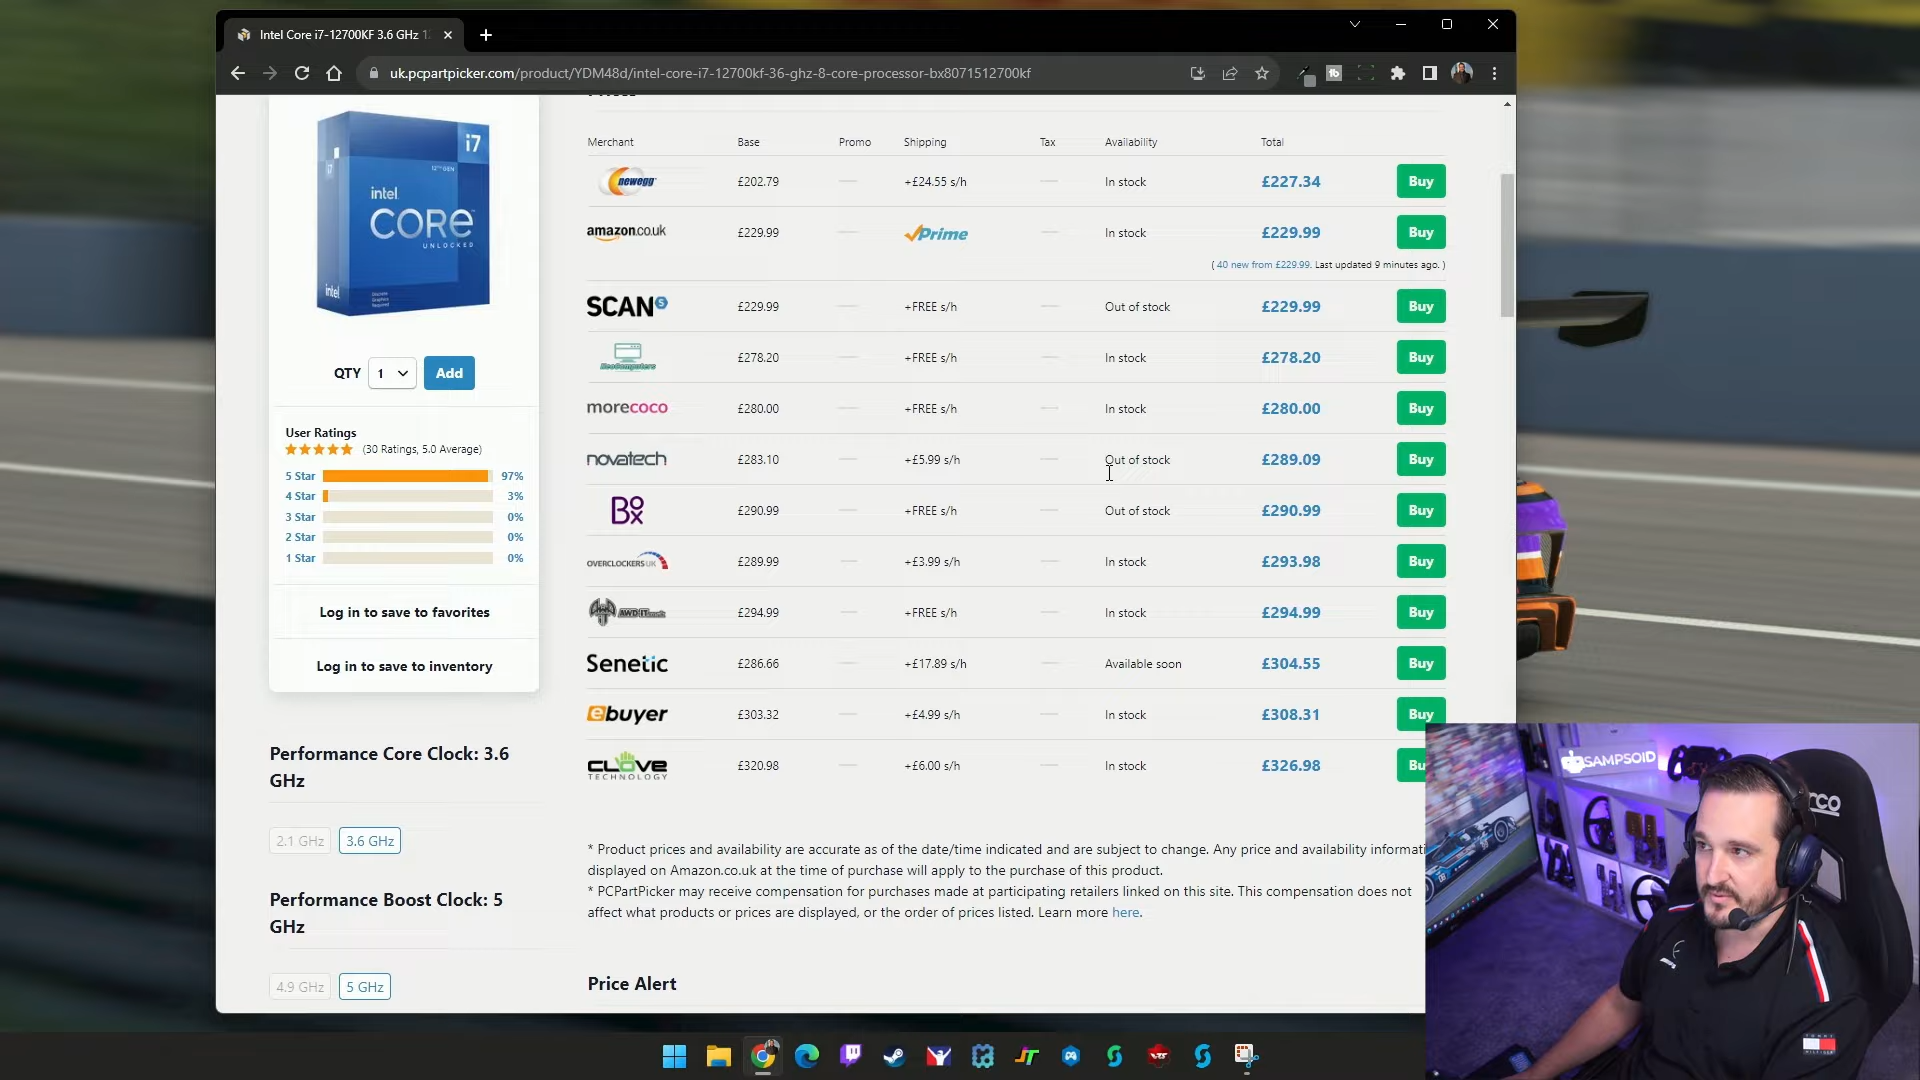 Intel Core i7-12700KF 3.6 GHz 1
uk.pcpartpicker.com/product/YDM48d/intel-core-i7-12700kf-36-ghz-8-core-processor-bx8071512700kf
i7
12TH GEN
i7
intel
CORE
UNLOCKED
intel
Discrete
Graphics
Required
QTY 1 Add
User Ratings
(30 Ratings, 5.0 Average)
5 Star 97%
4 Star 3%
3 Star 0%
2 Star 0%
1 Star 0%
Log in to save to favorites
Log in to save to inventory
Performance Core Clock: 3.6
GHz
2.1 GHz 3.6 GHz
Performance Boost Clock: 5
GHz
4.9 GHz 5 GHz
Merchant Base Promo Shipping Tax Availability Total
newegg £202.79 +£24.55 s/h In stock £227.34 Buy
amazon.co.uk £229.99 Prime In stock £229.99 Buy
( 40 new from £229.99. Last updated 9 minutes ago. )
SCAN S £229.99 +FREE s/h Out of stock £229.99 Buy
NeoComputers £278.20 +FREE s/h In stock £278.20 Buy
morecoco £280.00 +FREE s/h In stock £280.00 Buy
novatech £283.10 +£5.99 s/h Out of stock £289.09 Buy
Box £290.99 +FREE s/h Out of stock £290.99 Buy
OVERCLOCKERS UK £289.99 +£3.99 s/h In stock £293.98 Buy
AWD-IT £294.99 +FREE s/h In stock £294.99 Buy
Senetic £286.66 +£17.89 s/h Available soon £304.55 Buy
ebuyer £303.32 +£4.99 s/h In stock £308.31 Buy
CLOVE TECHNOLOGY £320.98 +£6.00 s/h In stock £326.98 Bu
* Product prices and availability are accurate as of the date/time indicated and are subject to change. Any price and availability informati
displayed on Amazon.co.uk at the time of purchase will apply to the purchase of this product.
* PCPartPicker may receive compensation for purchases made at participating retailers linked on this site. This compensation does not
affect what products or prices are displayed, or the order of prices listed. Learn more here.
Price Alert
SAMPSOID
RCO
TOMMY
HILFIGER